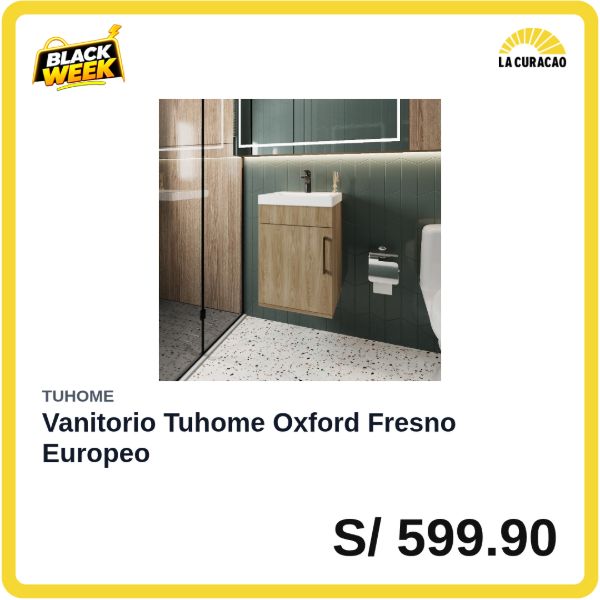 BLACK
WEEK
LA CURACAO
TUHOME
Vanitorio Tuhome Oxford Fresno
Europeo
S/ 599.90